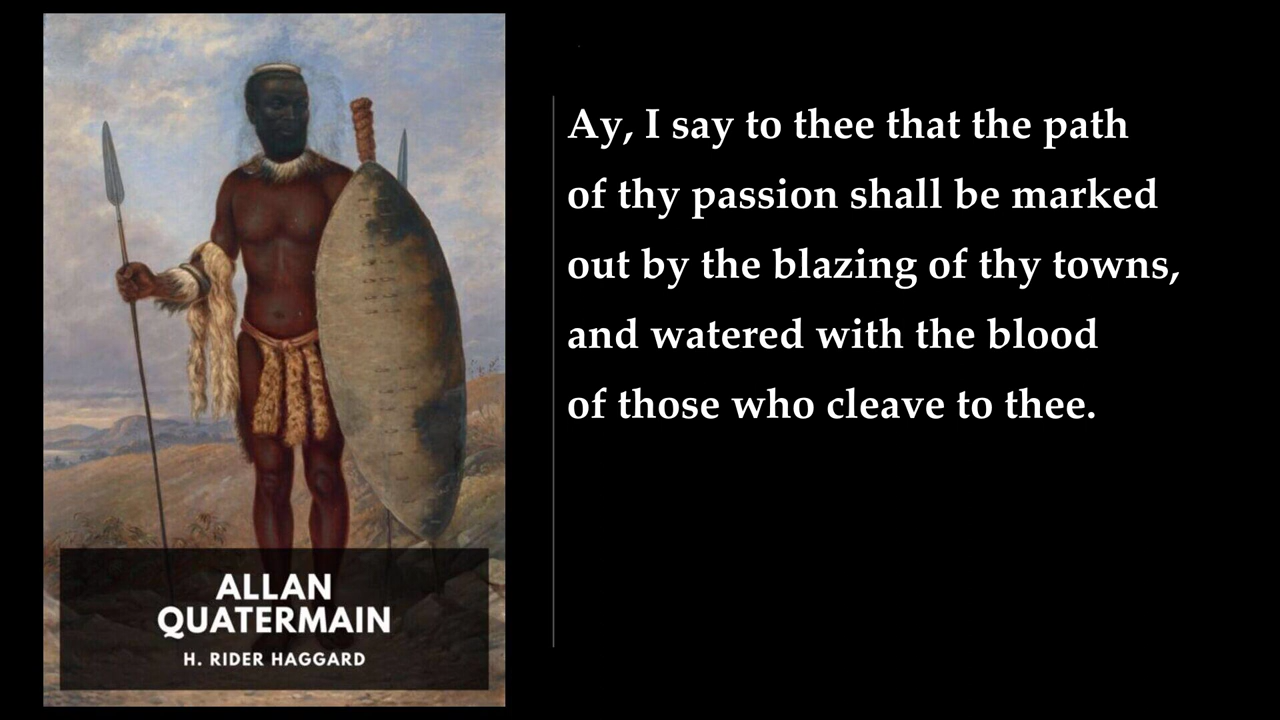 Ay, I say to thee that the path
of thy passion shall be marked
out by the blazing of thy towns,
and watered with the blood
of those who cleave to thee.
ALLAN
QUATERMAIN
H. RIDER HAGGARD